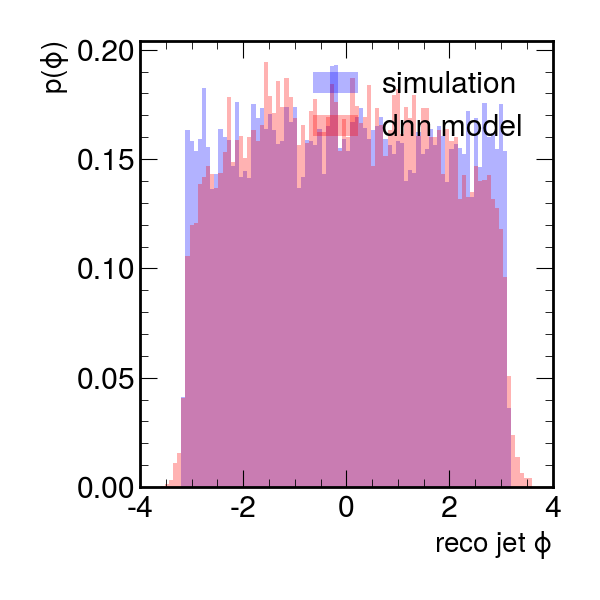 p(ϕ)
0.20
0.15
0.10
0.05
0.00
simulation
dnn model
-4 -2 0 2 4
reco jet ϕ